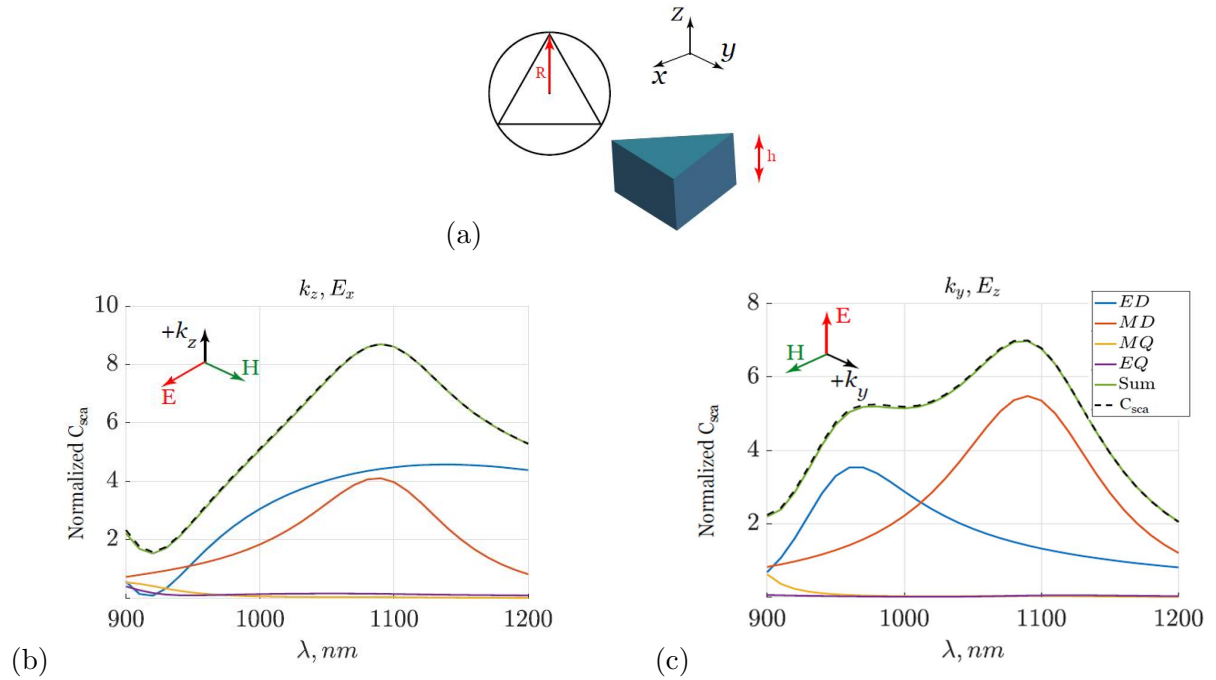 z
R
x
y
h
(a)
k_z, E_x
10
8
6
4
2
Normalized C_sca
+k_z
H
E
900
1000
1100
1200
λ, nm
(b)
k_y, E_z
8
6
4
2
Normalized C_sca
E
H
+k_y
ED
MD
MQ
EQ
Sum
C_sca
900
1000
1100
1200
λ, nm
(c)